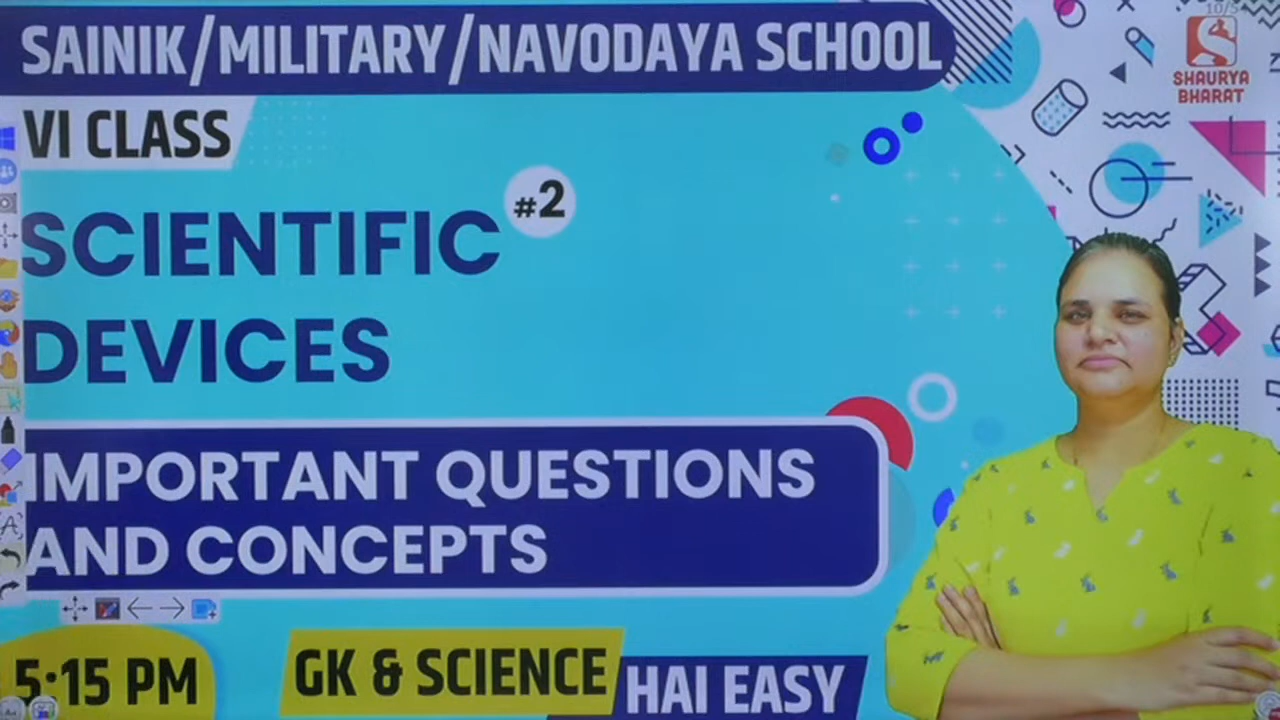 SAINIK/MILITARY/NAVODAYA SCHOOL
SHAURYA
BHARAT
VI CLASS
SCIENTIFIC #2
DEVICES
IMPORTANT QUESTIONS
AND CONCEPTS
5:15 PM
GK & SCIENCE
HAI EASY